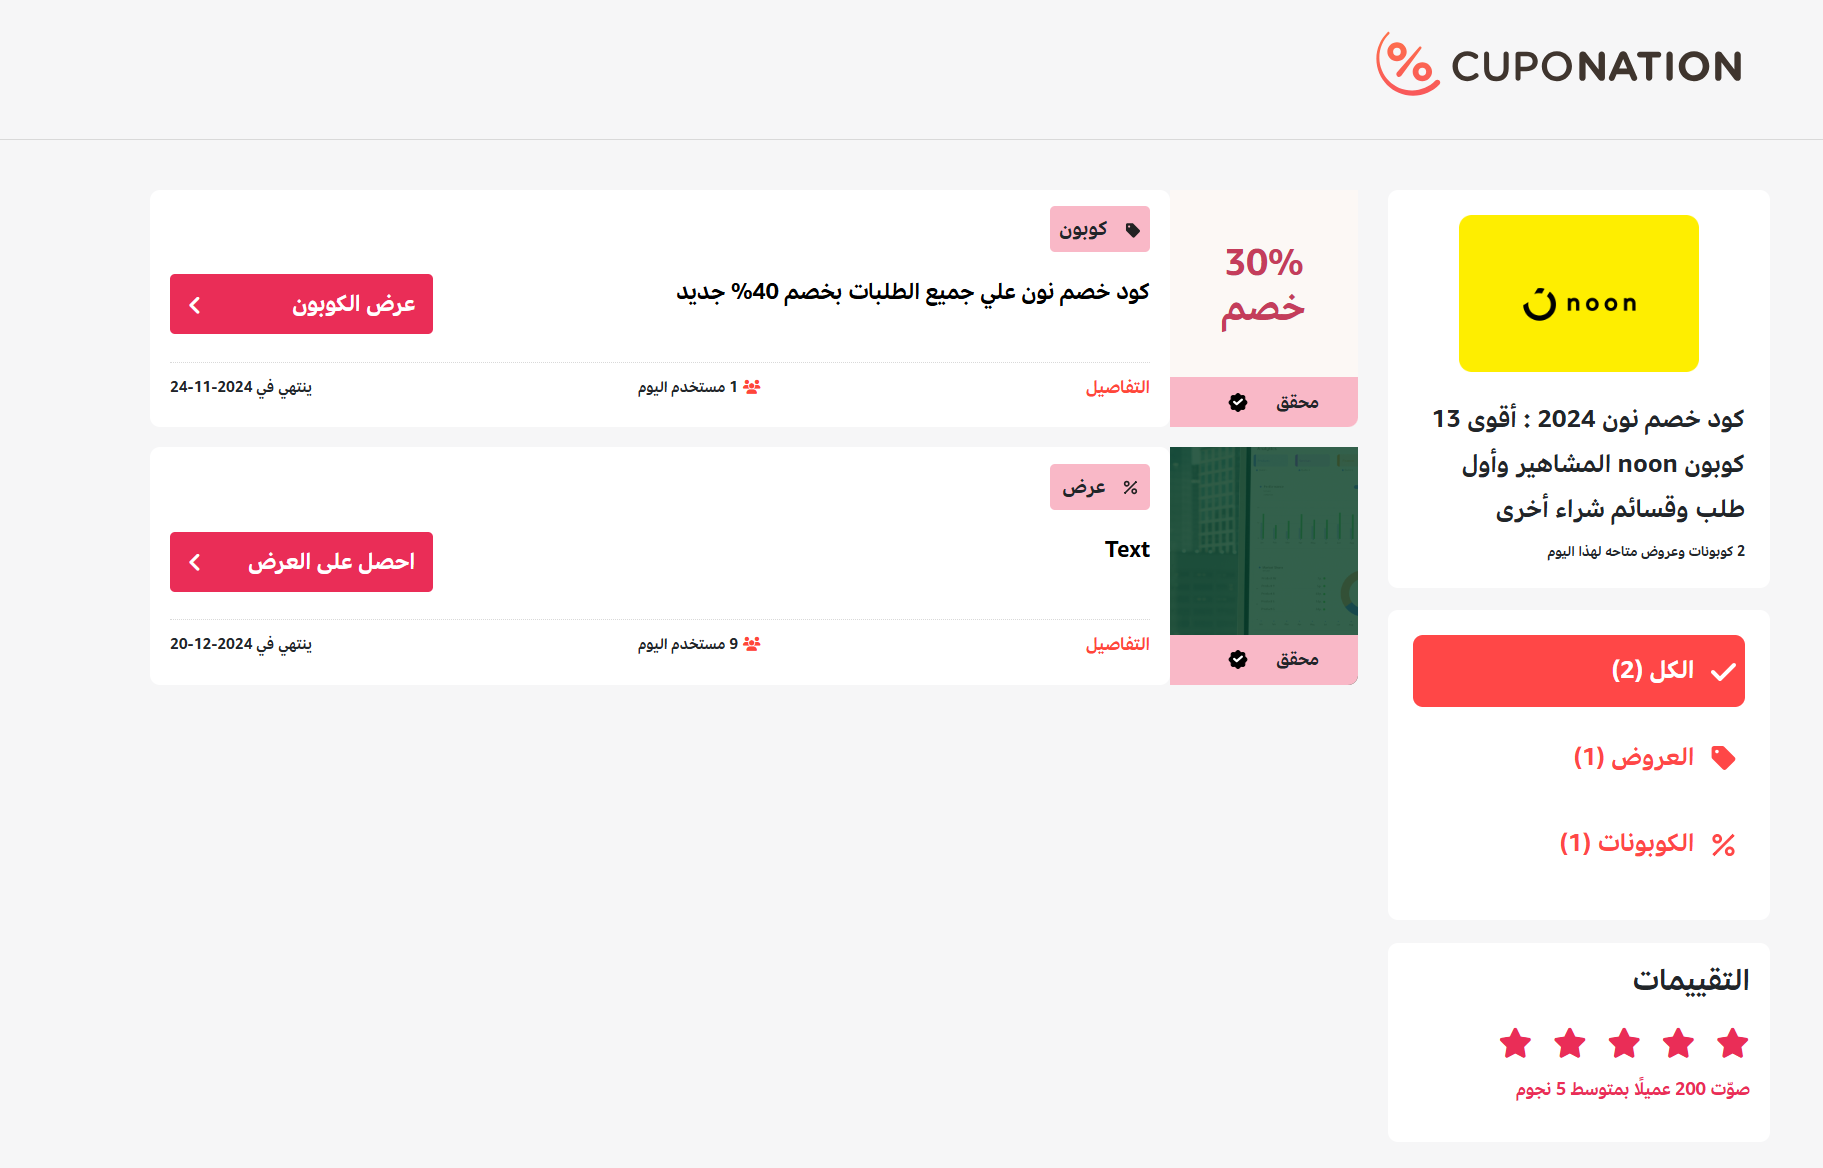 CUPONATION
noon
كود خصم نون 2024 : أقوى 13
كوبون noon المشاهير وأول
طلب وقسائم شراء أخرى
2 كوبونات وعروض متاحه لهذا اليوم
الكل (2)
العروض (1)
الكوبونات (1)
التقييمات
صوّت 200 عميلًا بمتوسط 5 نجوم
30%
خصم
محقق
كوبون
كود خصم نون علي جميع الطلبات بخصم 40% جديد
عرض الكوبون
التفاصيل
1 مستخدم اليوم
ينتهي في 2024-11-24
محقق
عرض
Text
احصل على العرض
التفاصيل
9 مستخدم اليوم
ينتهي في 2024-12-20